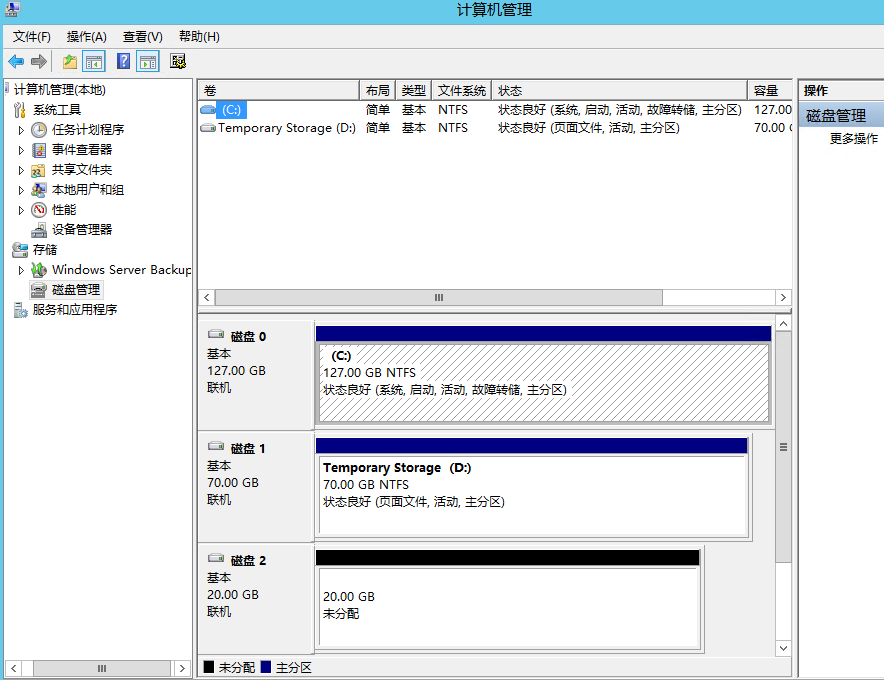 计算机管理
文件(F) 操作(A) 查看(V) 帮助(H)
计算机管理(本地)
系统工具
任务计划程序
事件查看器
共享文件夹
本地用户和组
性能
设备管理器
存储
Windows Server Backup
磁盘管理
服务和应用程序
卷 布局 类型 文件系统 状态 容量
(C:) 简单 基本 NTFS 状态良好 (系统, 启动, 活动, 故障转储, 主分区) 127.00
Temporary Storage (D:) 简单 基本 NTFS 状态良好 (页面文件, 活动, 主分区) 70.00
磁盘 0
基本
127.00 GB
联机
(C:)
127.00 GB NTFS
状态良好 (系统, 启动, 活动, 故障转储, 主分区)
磁盘 1
基本
70.00 GB
联机
Temporary Storage (D:)
70.00 GB NTFS
状态良好 (页面文件, 活动, 主分区)
磁盘 2
基本
20.00 GB
联机
20.00 GB
未分配
未分配 主分区
操作
磁盘管理
更多操作